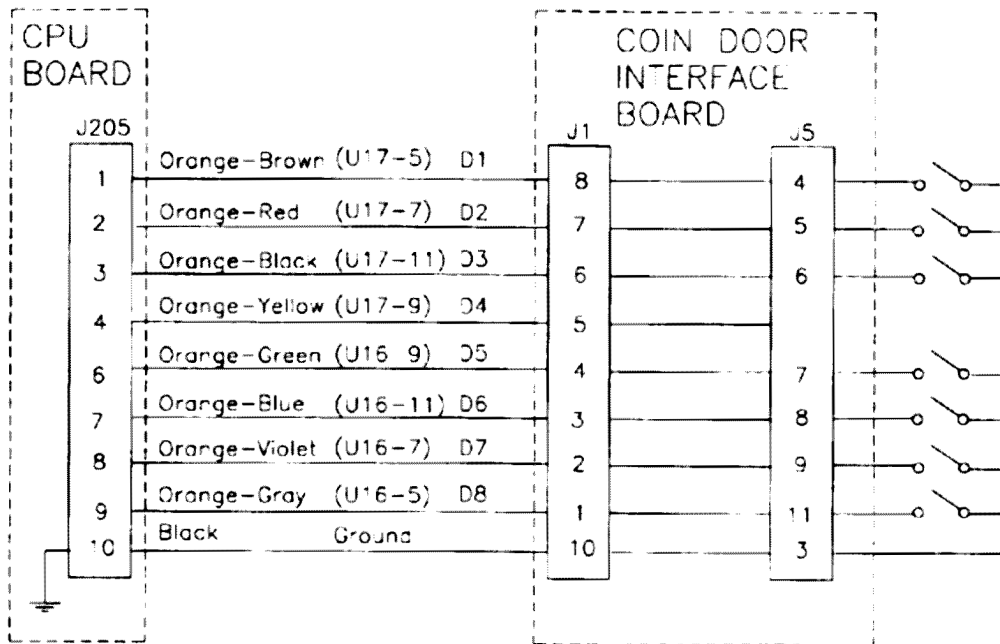 CPU
BOARD
COIN DOOR
INTERFACE
BOARD
J205
J1
J5
1 Orange-Brown (U17-5) D1 8 4
2 Orange-Red (U17-7) D2 7 5
3 Orange-Black (U17-11) D3 6 6
4 Orange-Yellow (U17-9) D4 5
6 Orange-Green (U16 9) D5 4 7
7 Orange-Blue (U16-11) D6 3 8
8 Orange-Violet (U16-7) D7 2 9
9 Orange-Gray (U16-5) D8 1 11
10 Black Ground 10 3